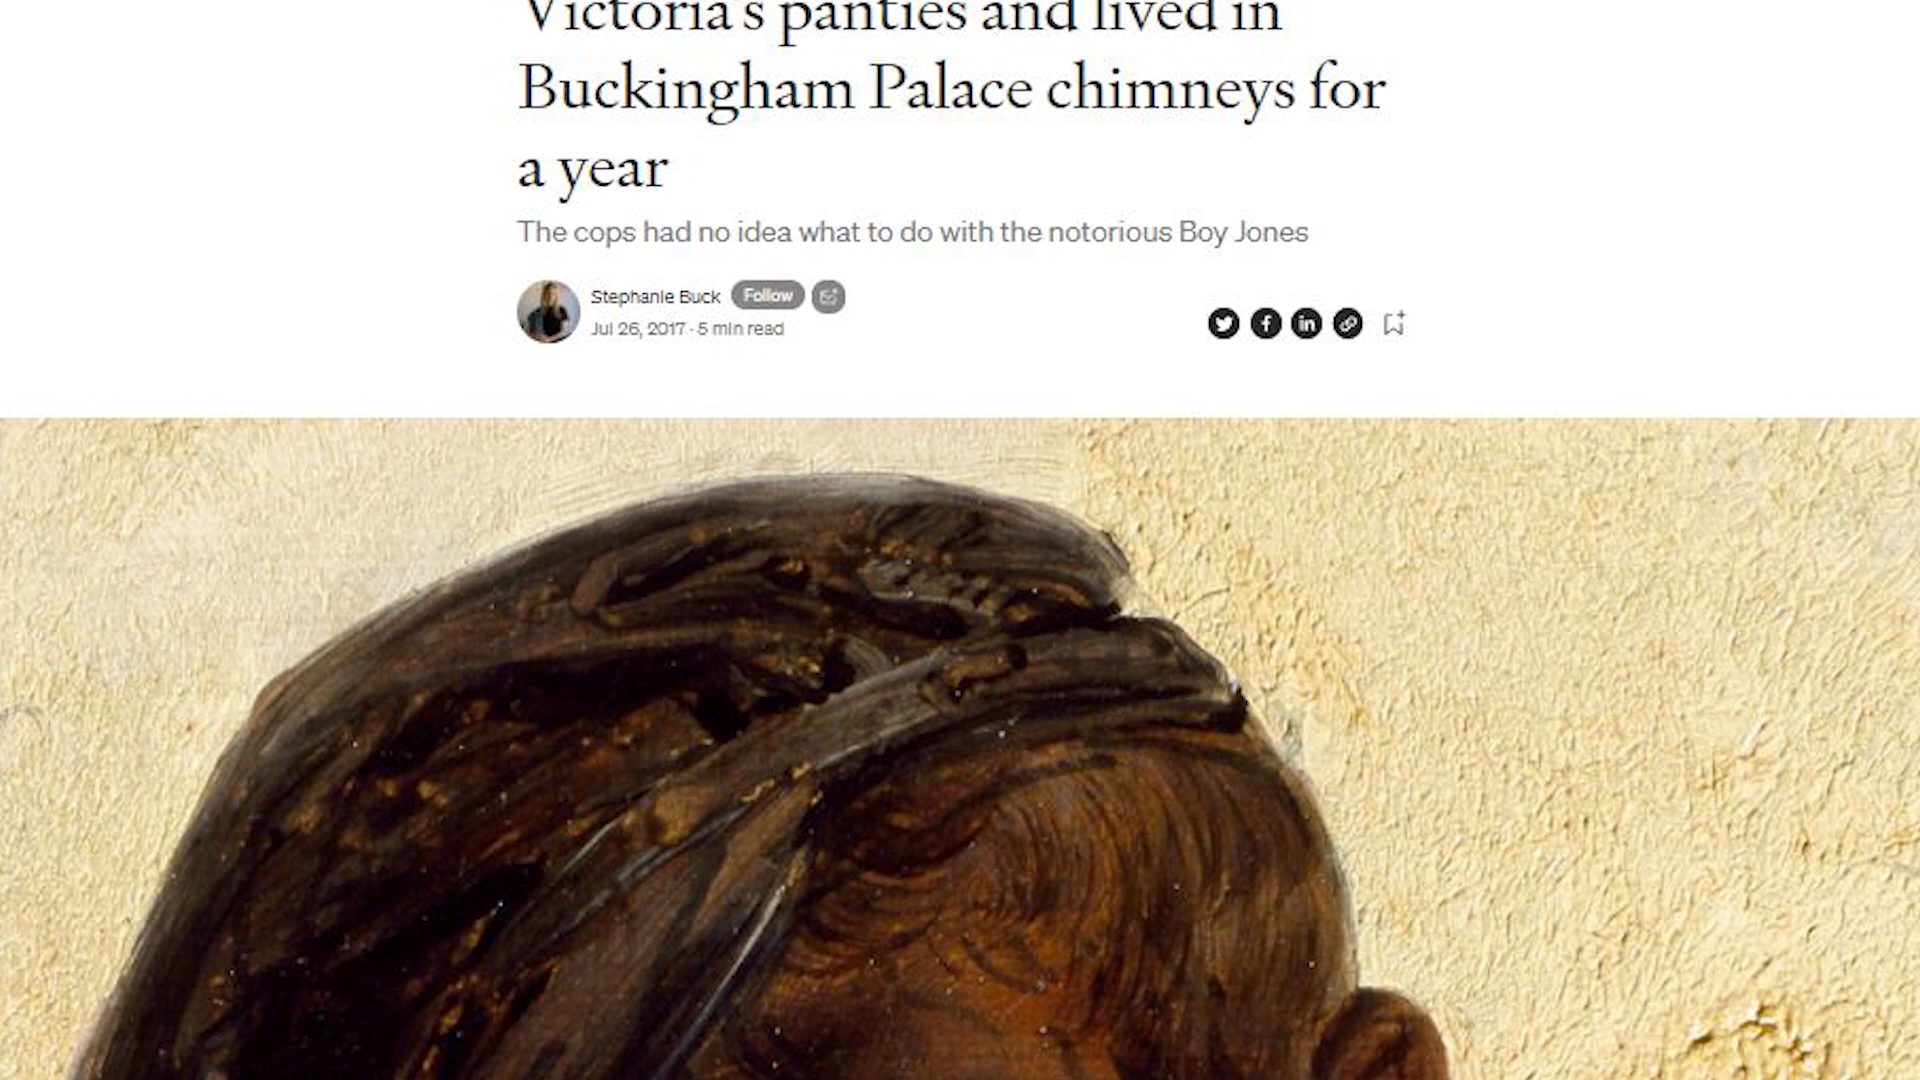 Victoria's panties and lived in
Buckingham Palace chimneys for
a year
The cops had no idea what to do with the notorious Boy Jones
Stephanie Buck Follow
Jul 26, 2017 · 5 min read